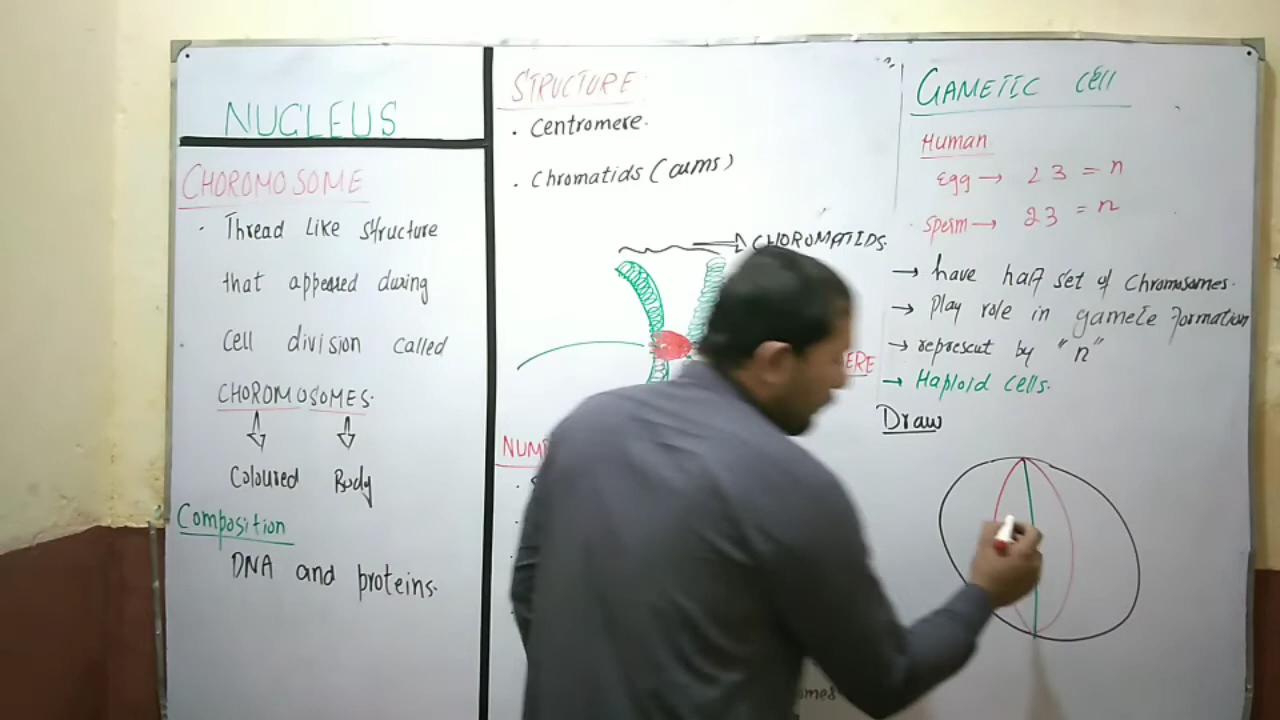 NUCLEUS
CHOROMOSOME
. Thread Like Structure
that appeared during
cell division called
CHOROMOSOMES.
Coloured Body
Composition
DNA and proteins.
STRUCTURE
. Centromere.
. Chromatids (arms)
CHOROMATIDS.
GAMETIC Cell
Human
Egg → 23 = n
. Sperm → 23 = n
→ have half set of Chromosomes.
→ Play role in gamete formation
→ represent by "n"
→ Haploid cells.
Draw